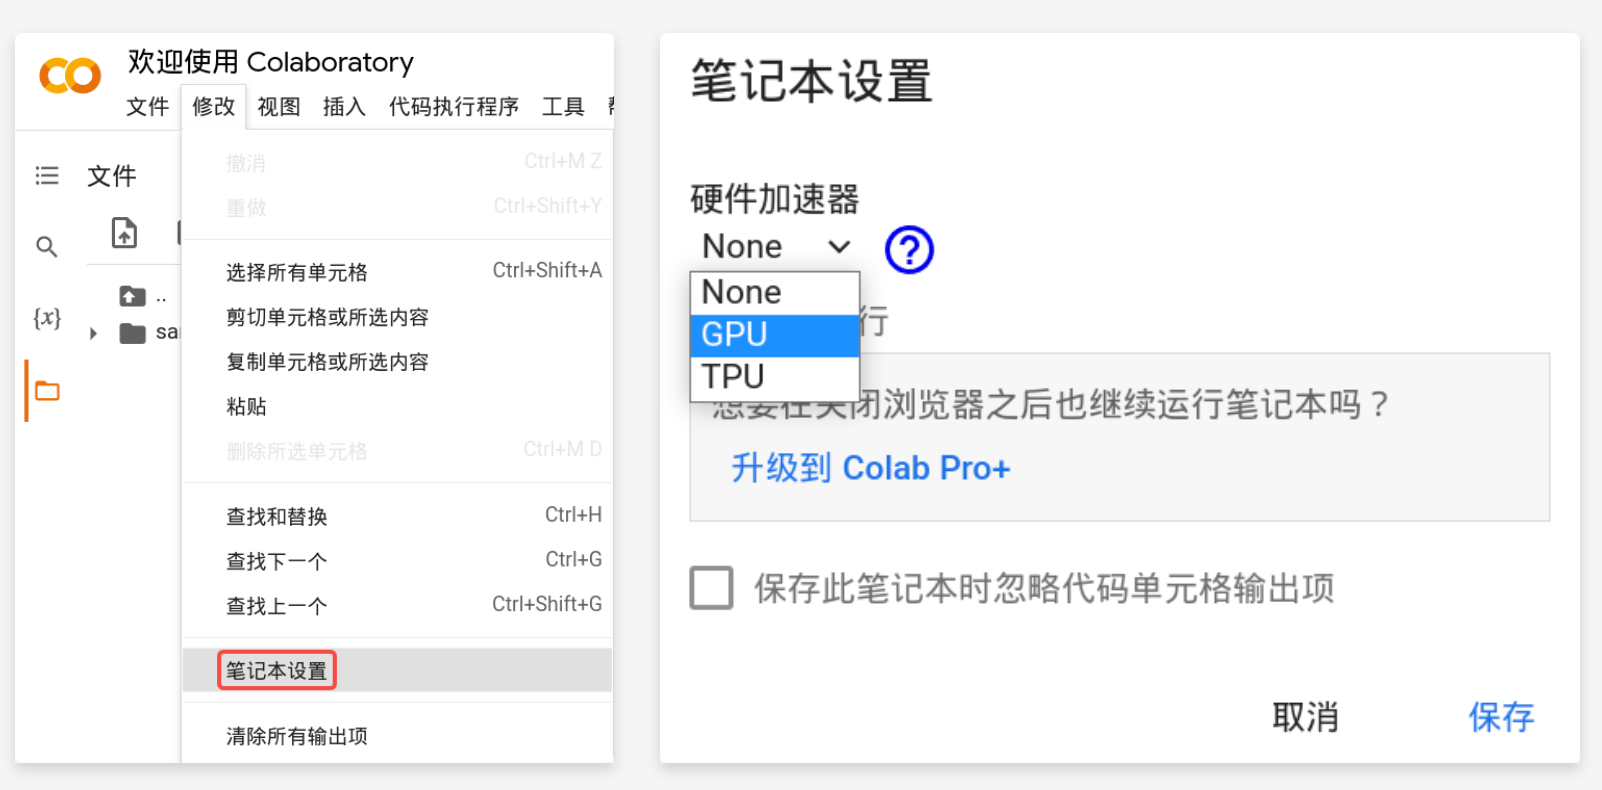 欢迎使用 Colaboratory
文件 修改 视图 插入 代码执行程序 工具
文件
撤消 Ctrl+M Z
重做 Ctrl+Shift+Y
选择所有单元格 Ctrl+Shift+A
剪切单元格或所选内容
..
{x}
复制单元格或所选内容
sa
粘贴
删除所选单元格 Ctrl+M D
查找和替换 Ctrl+H
查找下一个 Ctrl+G
查找上一个 Ctrl+Shift+G
笔记本设置
清除所有输出项
笔记本设置
硬件加速器
None ?
None
GPU
行
TPU
想要在关闭浏览器之后也继续运行笔记本吗？
升级到 Colab Pro+
保存此笔记本时忽略代码单元格输出项
取消 保存